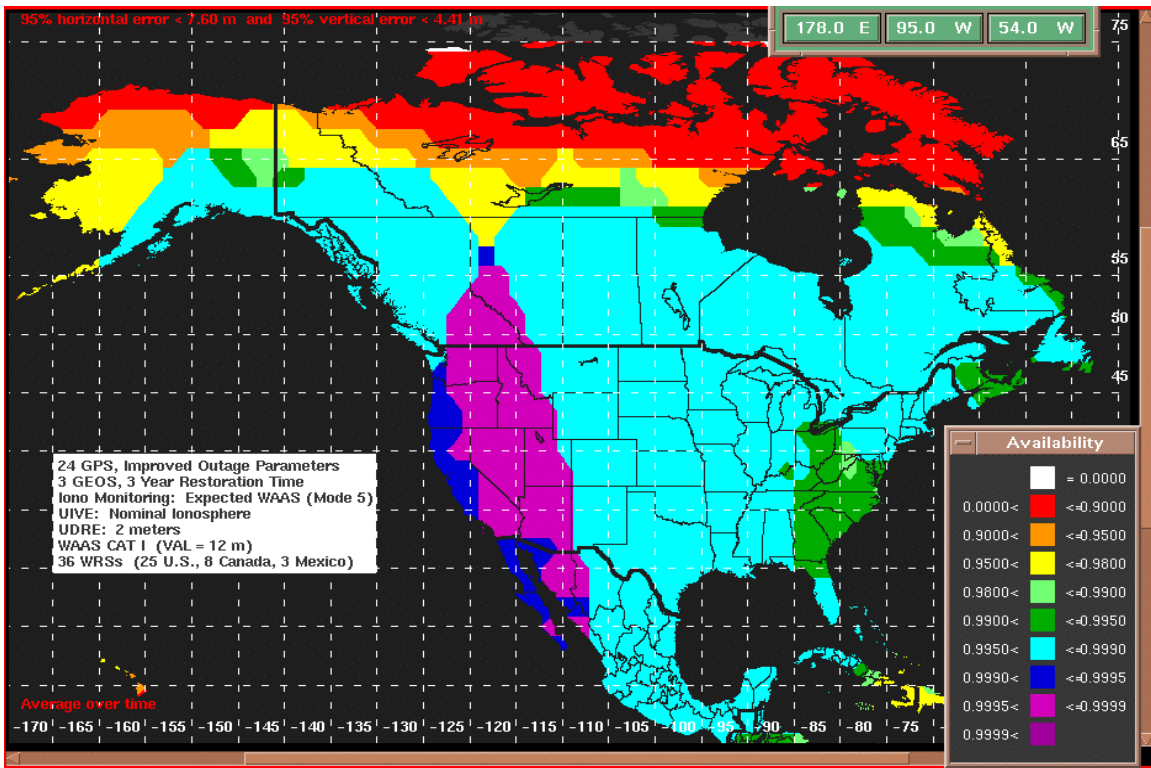 95% horizontal error < 7.60 m and 95% vertical error < 4.41 m
178.0 E 95.0 W 54.0 W
75
65
55
50
45
24 GPS, Improved Outage Parameters
3 GEOS, 3 Year Restoration Time
Iono Monitoring: Expected WAAS (Mode 5)
UIVE: Nominal Ionosphere
UDRE: 2 meters
WAAS CAT I (VAL = 12 m)
36 WRSs (25 U.S., 8 Canada, 3 Mexico)
Availability
= 0.0000
0.0000< <=0.9000
0.9000< <=0.9500
0.9500< <=0.9800
0.9800< <=0.9900
0.9900< <=0.9950
0.9950< <=0.9990
0.9990< <=0.9995
0.9995< <=0.9999
0.9999<
Average over time
-170 -165 -160 -155 -150 -145 -140 -135 -130 -125 -120 -115 -110 -105 -100 -95 -90 -85 -80 -75